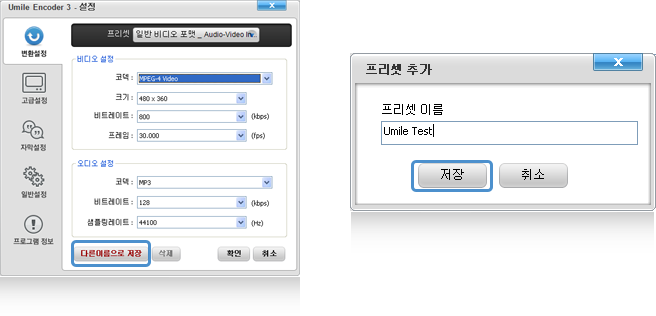 Umile Encoder 3 - 설정
변환설정
고급설정
자막설정
일반설정
프로그램 정보
프리셋 일반 비디오 포맷 _ Audio-Video In
비디오 설정
코덱 : MPEG-4 Video
크기 : 480 x 360
비트레이트 : 800 (kbps)
프레임 : 30.000 (fps)
오디오 설정
코덱 : MP3
비트레이트 : 128 (kbps)
샘플링레이트 : 44100 (Hz)
다른이름으로 저장 삭제 확인 취소
프리셋 추가
프리셋 이름
Umile Test
저장 취소